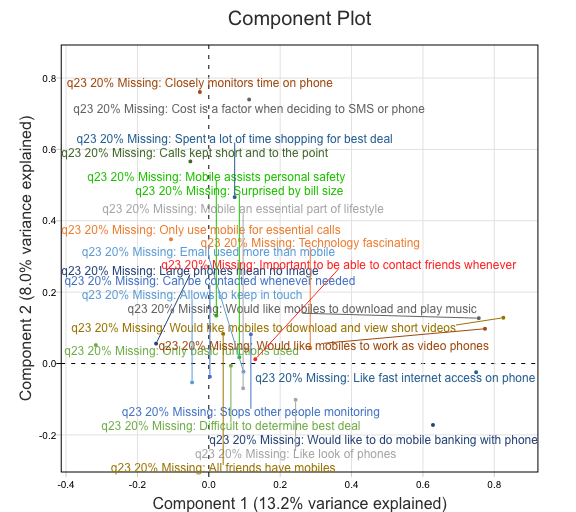 Component Plot
q23 20% Missing: Closely monitors time on phone
q23 20% Missing: Cost is a factor when deciding to SMS or phone
q23 20% Missing: Spent a lot of time shopping for best deal
q23 20% Missing: Calls kept short and to the point
q23 20% Missing: Mobile assists personal safety
q23 20% Missing: Surprised by bill size
q23 20% Missing: Mobile an essential part of lifestyle
q23 20% Missing: Only use mobile for essential calls
q23 20% Missing: Technology fascinating
q23 20% Missing: Email used more than mobile
q23 20% Missing: Important to be able to contact friends whenever
q23 20% Missing: Large phones mean no image
q23 20% Missing: Can be contacted whenever needed
q23 20% Missing: Allows to keep in touch
q23 20% Missing: Would like mobiles to download and play music
q23 20% Missing: Would like mobiles to download and view short videos
q23 20% Missing: Would like mobiles to work as video phones
q23 20% Missing: Only basic functions used
q23 20% Missing: Like fast internet access on phone
q23 20% Missing: Stops other people monitoring
q23 20% Missing: Difficult to determine best deal
q23 20% Missing: Would like to do mobile banking with phone
q23 20% Missing: Like look of phones
q23 20% Missing: All friends have mobiles
0.8
0.6
0.4
0.2
0.0
-0.2
-0.4
-0.2
0.0
0.2
0.4
0.6
0.8
Component 2 (8.0% variance explained)
Component 1 (13.2% variance explained)